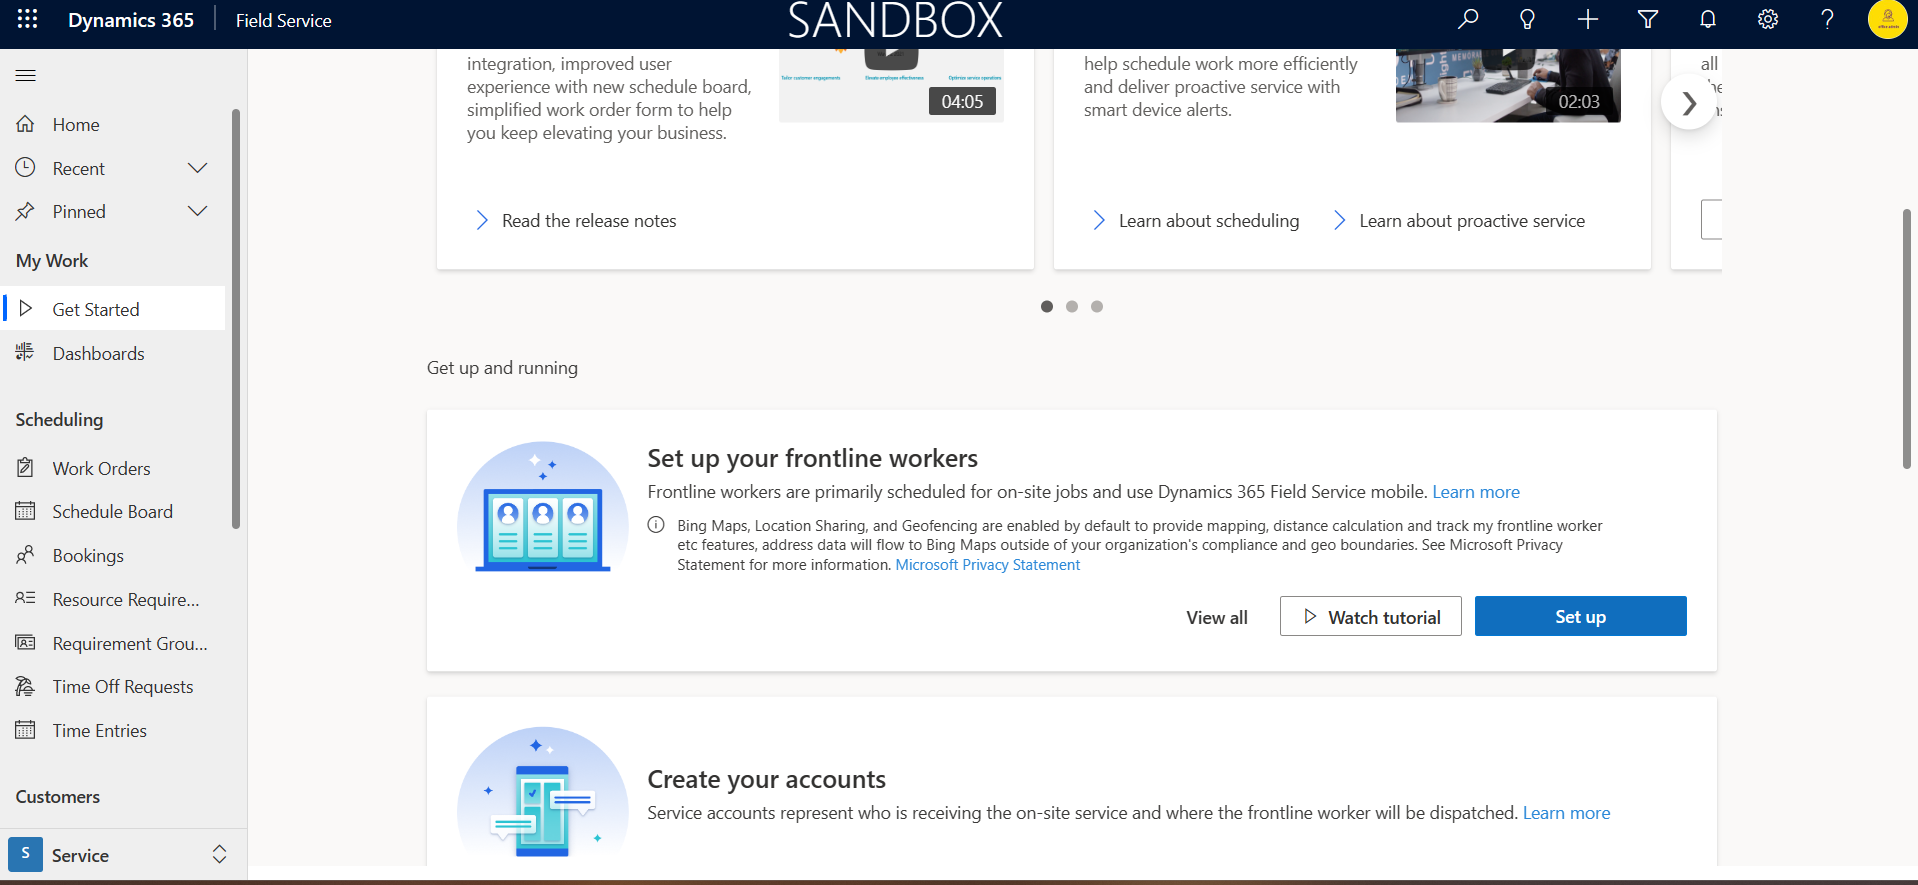 Dynamics 365
Field Service
SANDBOX
Home
Recent
Pinned
My Work
Get Started
Dashboards
Scheduling
Work Orders
Schedule Board
Bookings
Resource Require...
Requirement Grou...
Time Off Requests
Time Entries
Customers
S
Service
integration, improved user
experience with new schedule board,
simplified work order form to help
you keep elevating your business.
Tailor customer engagements
Elevate employee effectiveness
Optimize service operations
04:05
Read the release notes
help schedule work more efficiently
and deliver proactive service with
smart device alerts.
02:03
Learn about scheduling
Learn about proactive service
all
Get up and running
Set up your frontline workers
Frontline workers are primarily scheduled for on-site jobs and use Dynamics 365 Field Service mobile. Learn more
Bing Maps, Location Sharing, and Geofencing are enabled by default to provide mapping, distance calculation and track my frontline worker
etc features, address data will flow to Bing Maps outside of your organization's compliance and geo boundaries. See Microsoft Privacy
Statement for more information. Microsoft Privacy Statement
View all
Watch tutorial
Set up
Create your accounts
Service accounts represent who is receiving the on-site service and where the frontline worker will be dispatched. Learn more